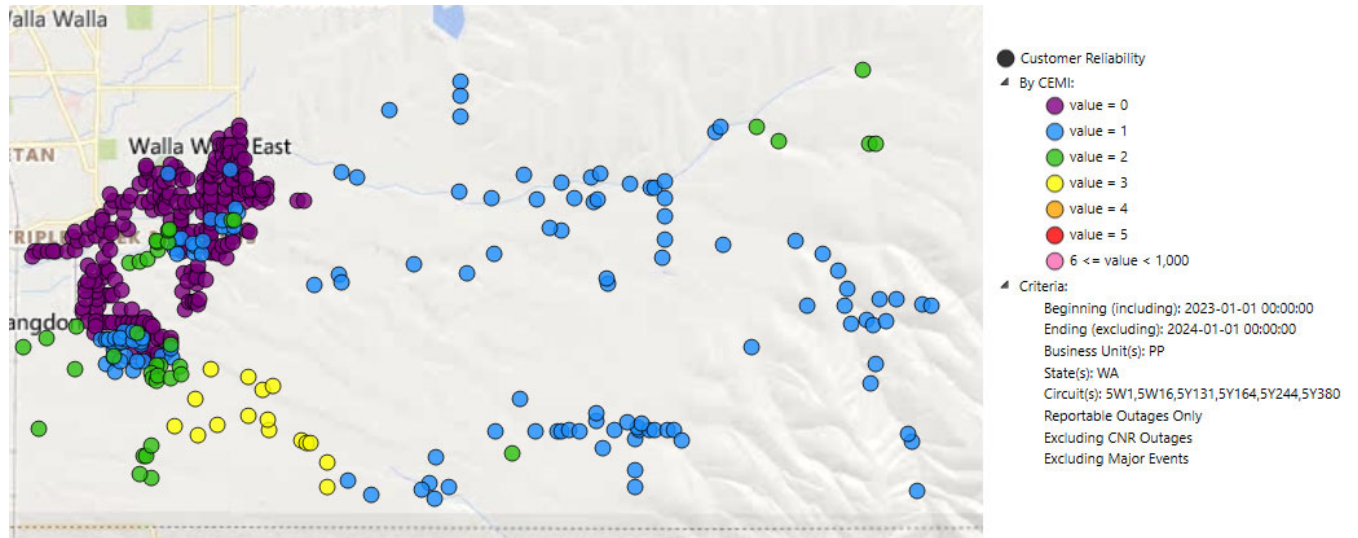 Walla Walla
Walla W East
ETAN
TRIPLE EEK S
angdon
Customer Reliability
By CEMI:
value = 0
value = 1
value = 2
value = 3
value = 4
value = 5
6 <= value < 1,000
Criteria:
Beginning (including): 2023-01-01 00:00:00
Ending (excluding): 2024-01-01 00:00:00
Business Unit(s): PP
State(s): WA
Circuit(s): 5W1,5W16,5Y131,5Y164,5Y244,5Y380
Reportable Outages Only
Excluding CNR Outages
Excluding Major Events